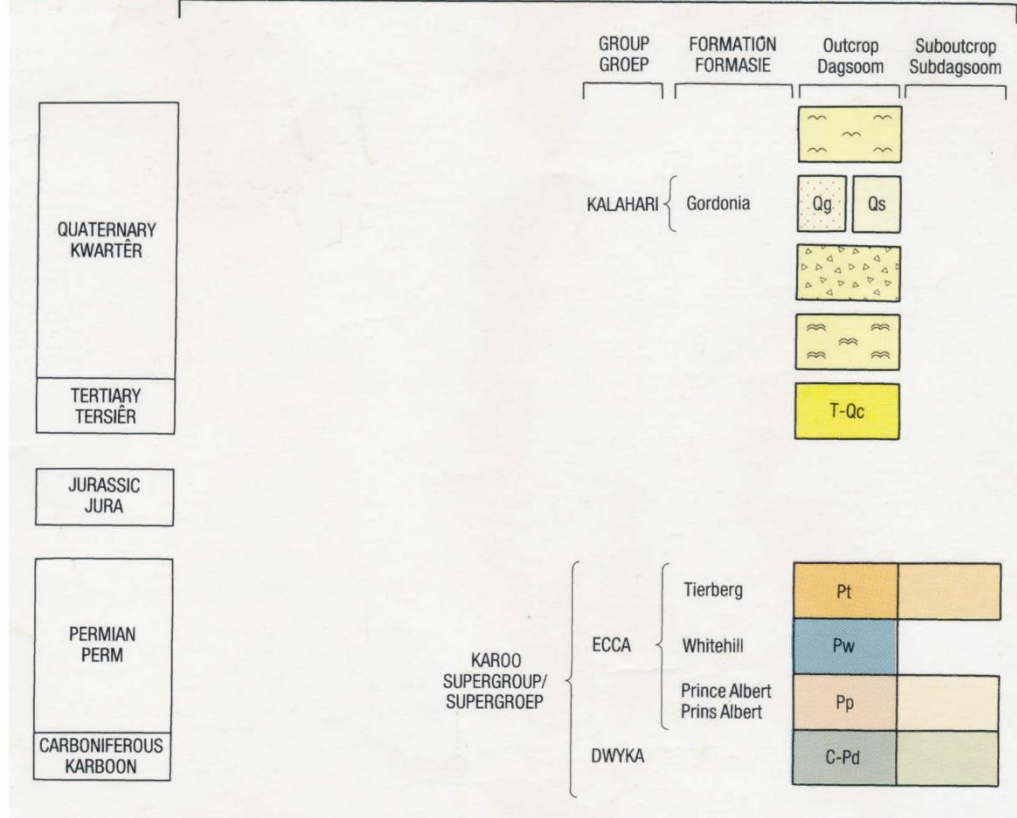 GROUP
GROEP
FORMATION
FORMASIE
Outcrop
Dagsoom
Suboutcrop
Subdagsoom
QUATERNARY
KWARTÊR
KALAHARI
Gordonia
Qg
Qs
TERTIARY
TERSIÊR
T-Qc
JURASSIC
JURA
PERMIAN
PERM
KAROO
SUPERGROUP/
SUPERGROEP
ECCA
Tierberg
Pt
Whitehill
Pw
Prince Albert
Prins Albert
Pp
CARBONIFEROUS
KARBOON
DWYKA
C-Pd